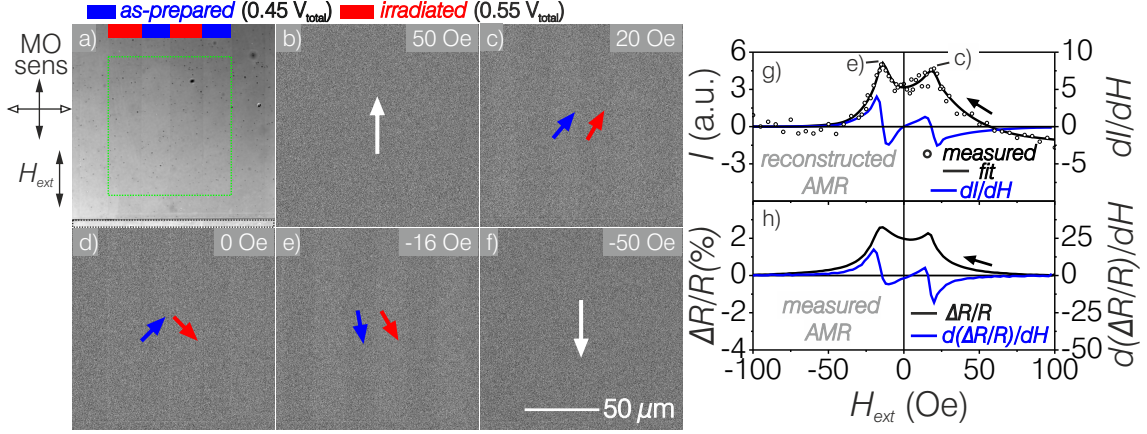 as-prepared (0.45 V_total) irradiated (0.55 V_total)
MO
sens
H_ext
a)
b) 50 Oe
c) 20 Oe
d) 0 Oe
e) -16 Oe
f) -50 Oe
50 µm
g)
e)
c)
6
3
0
-3
I (a.u.)
10
5
0
-5
dI/dH
reconstructed
AMR
measured
fit
dI/dH
h)
2
0
-2
-4
ΔR/R(%)
25
0
-25
-50
d(ΔR/R)/dH
measured
AMR
ΔR/R
d(ΔR/R)/dH
-100 -50 0 50 100
H_ext (Oe)